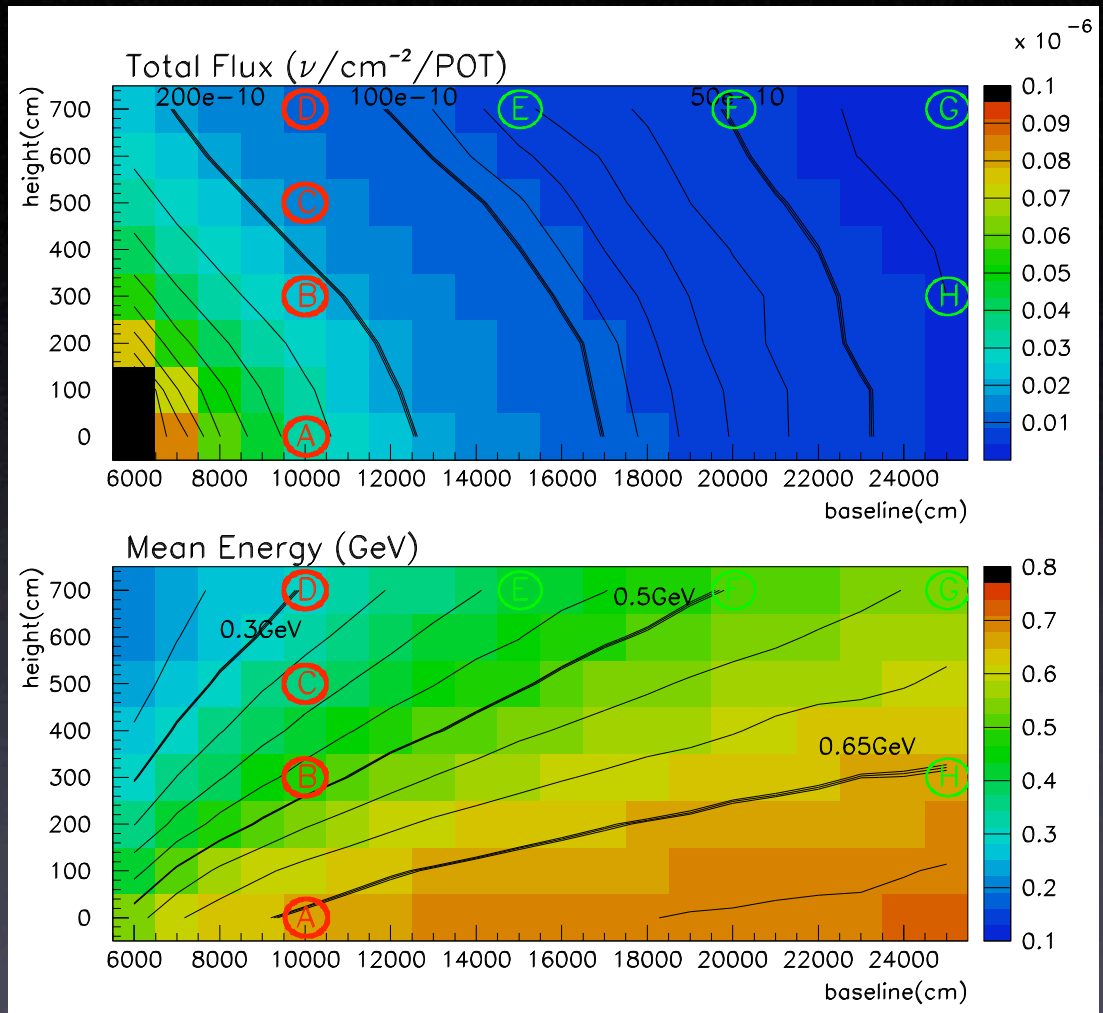 x 10 -6
Total Flux (ν/cm-2/POT)
200e-10 100e-10 50e-10
D E F G
C
B H
A
height(cm)
700
600
500
400
300
200
100
0
6000 8000 10000 12000 14000 16000 18000 20000 22000 24000
baseline(cm)
0.1
0.09
0.08
0.07
0.06
0.05
0.04
0.03
0.02
0.01
Mean Energy (GeV)
D E F G
0.5GeV
0.3GeV
C
0.65GeV
B H
A
height(cm)
700
600
500
400
300
200
100
0
6000 8000 10000 12000 14000 16000 18000 20000 22000 24000
baseline(cm)
0.8
0.7
0.6
0.5
0.4
0.3
0.2
0.1